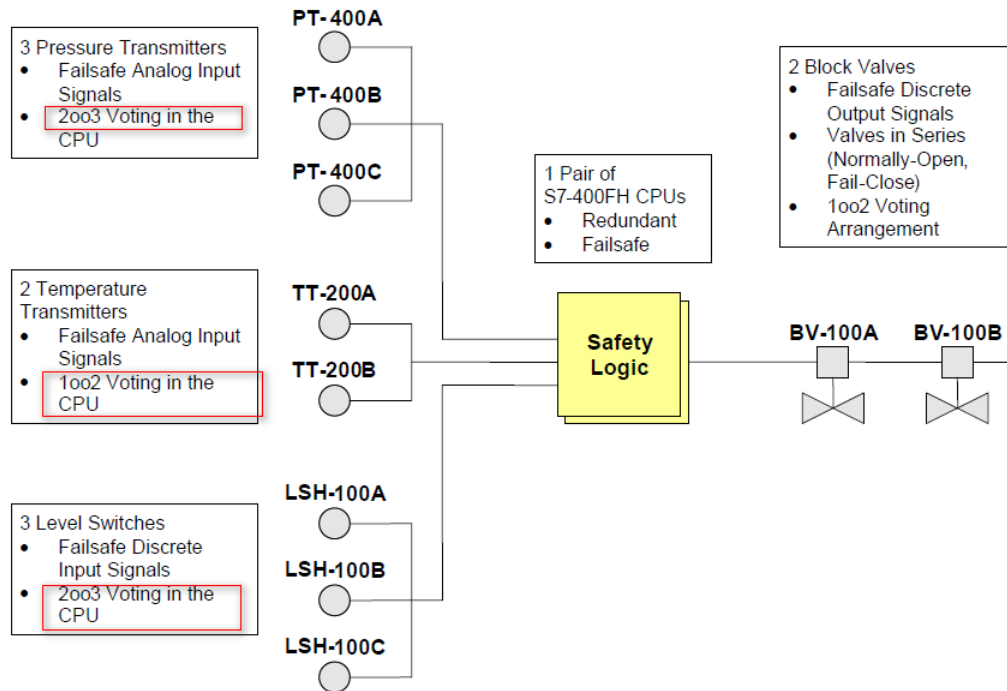 PT-400A
3 Pressure Transmitters
• Failsafe Analog Input
Signals
• 2oo3 Voting in the
CPU
PT-400B
PT-400C
2 Block Valves
• Failsafe Discrete
Output Signals
• Valves in Series
(Normally-Open,
Fail-Close)
• 1oo2 Voting
Arrangement
1 Pair of
S7-400FH CPUs
• Redundant
• Failsafe
2 Temperature
Transmitters
• Failsafe Analog Input
Signals
• 1oo2 Voting in the
CPU
TT-200A
TT-200B
Safety
Logic
BV-100A
BV-100B
3 Level Switches
• Failsafe Discrete
Input Signals
• 2oo3 Voting in the
CPU
LSH-100A
LSH-100B
LSH-100C